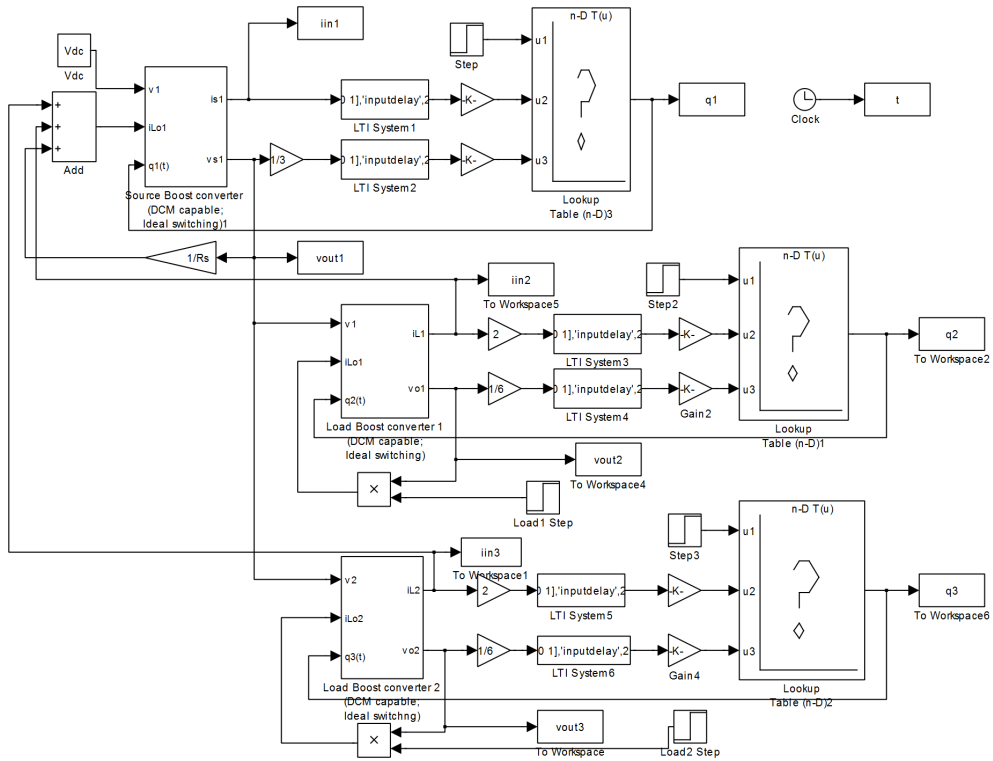 iin1
n-D T(u)
Vdc
Vdc
Step
u1
v1
is1
iLo1
vs1
q1(t)
+
+
+
Add
0 1],'inputdelay',2
LTI System1
-K-
u2
q1
Clock
t
1/3
0 1],'inputdelay',2
LTI System2
-K-
u3
Source Boost converter
(DCM capable;
Ideal switching)1
Lookup
Table (n-D)3
1/Rs
vout1
iin2
To Workspace5
Step2
n-D T(u)
u1
v1
iL1
iLo1
vo1
q2(t)
2
0 1],'inputdelay',2
LTI System3
-K-
u2
q2
To Workspace2
1/6
0 1],'inputdelay',2
LTI System4
-K-
Gain2
u3
Load Boost converter 1
(DCM capable;
Ideal switching)
Lookup
Table (n-D)1
×
vout2
To Workspace4
Load1 Step
iin3
To Workspace1
Step3
n-D T(u)
u1
v2
iL2
iLo2
vo2
q3(t)
2
0 1],'inputdelay',2
LTI System5
-K-
u2
q3
To Workspace6
1/6
0 1],'inputdelay',2
LTI System6
-K-
Gain4
u3
Load Boost converter 2
(DCM capable;
Ideal switchng)
Lookup
Table (n-D)2
×
vout3
To Workspace
Load2 Step